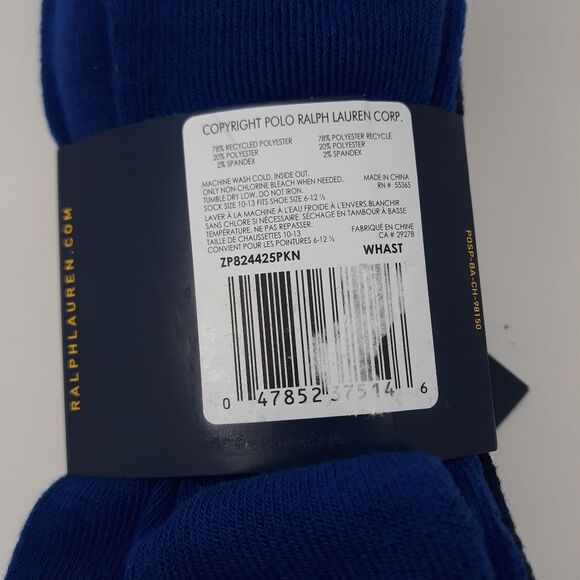 COPYRIGHT POLO RALPH LAUREN CORP.
78% RECYCLED POLYESTER
20% POLYESTER
2% SPANDEX
78% POLYESTER RECYCLÉ
20% POLYESTER
2% SPANDEX
MACHINE WASH COLD. INSIDE OUT.
ONLY NON-CHLORINE BLEACH WHEN NEEDED.
TUMBLE DRY LOW. DO NOT IRON.
SOCK SIZE 10-13 FITS SHOE SIZE 6-12 ½
MADE IN CHINA
RN # 55365
LAVER À LA MACHINE À L'EAU FROIDE À L'ENVERS.BLANCHIR
SANS CHLORE SI NÉCESSAIRE. SÉCHAGE EN TAMBOUR À BASSE
TEMPÉRATURE. NE PAS REPASSER.
TAILLE DE CHAUSSETTES 10-13
CONVIENT POUR LES POINTURES 6-12 ½
FABRIQUÉ EN CHINE
CA # 29278
ZP824425PKN
WHAST
0 47852 37514 6
RALPHLAUREN.COM
POSP-BA-CH-98150